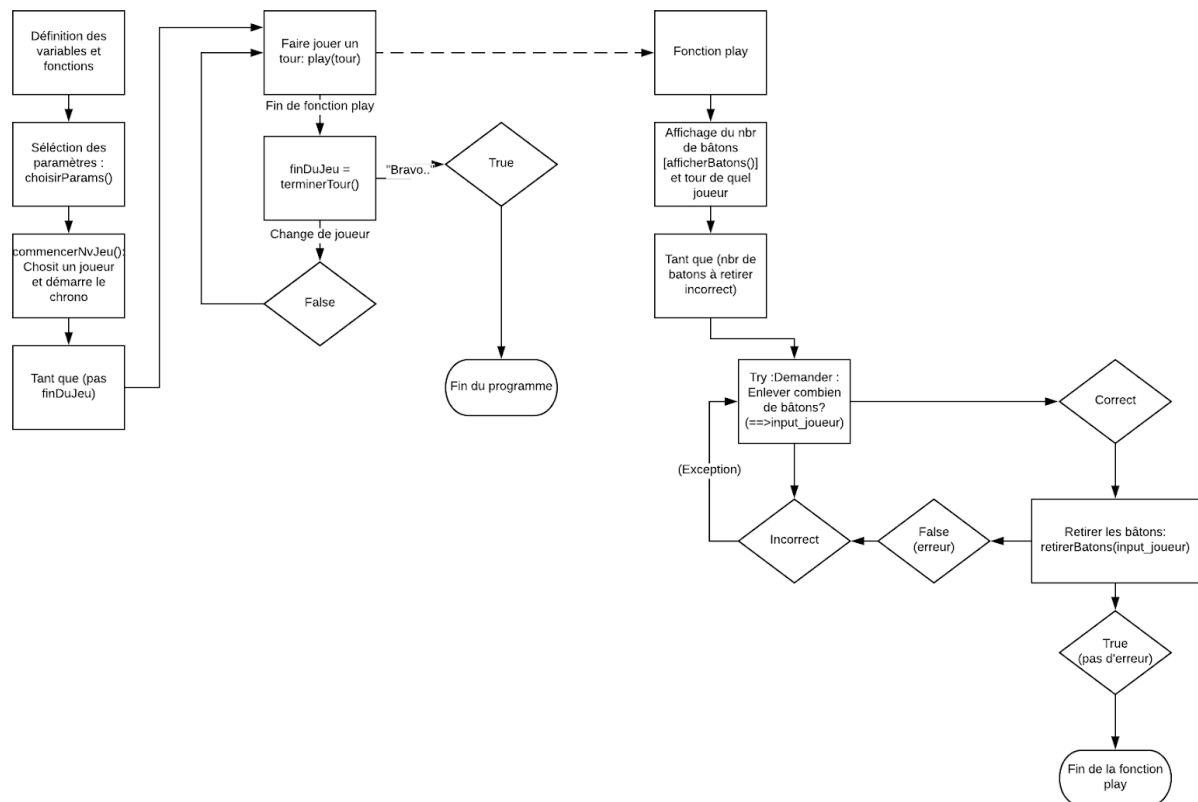 Définition des
variables et
fonctions
Séléction des
paramètres :
choisirParams()
commencerNvJeu():
Chosit un joueur
et démarre le
chrono
Tant que (pas
finDuJeu)
Faire jouer un
tour: play(tour)
Fin de fonction play
finDuJeu =
terminerTour()
"Bravo.."
True
Change de joueur
False
Fin du programme
Fonction play
Affichage du nbr
de bâtons
[afficherBatons()]
et tour de quel
joueur
Tant que (nbr de
batons à retirer
incorrect)
Try :Demander :
Enlever combien
de bâtons?
(==>input_joueur)
Correct
(Exception)
Incorrect
False
(erreur)
Retirer les bâtons:
retirerBatons(input_joueur)
True
(pas d'erreur)
Fin de la fonction
play